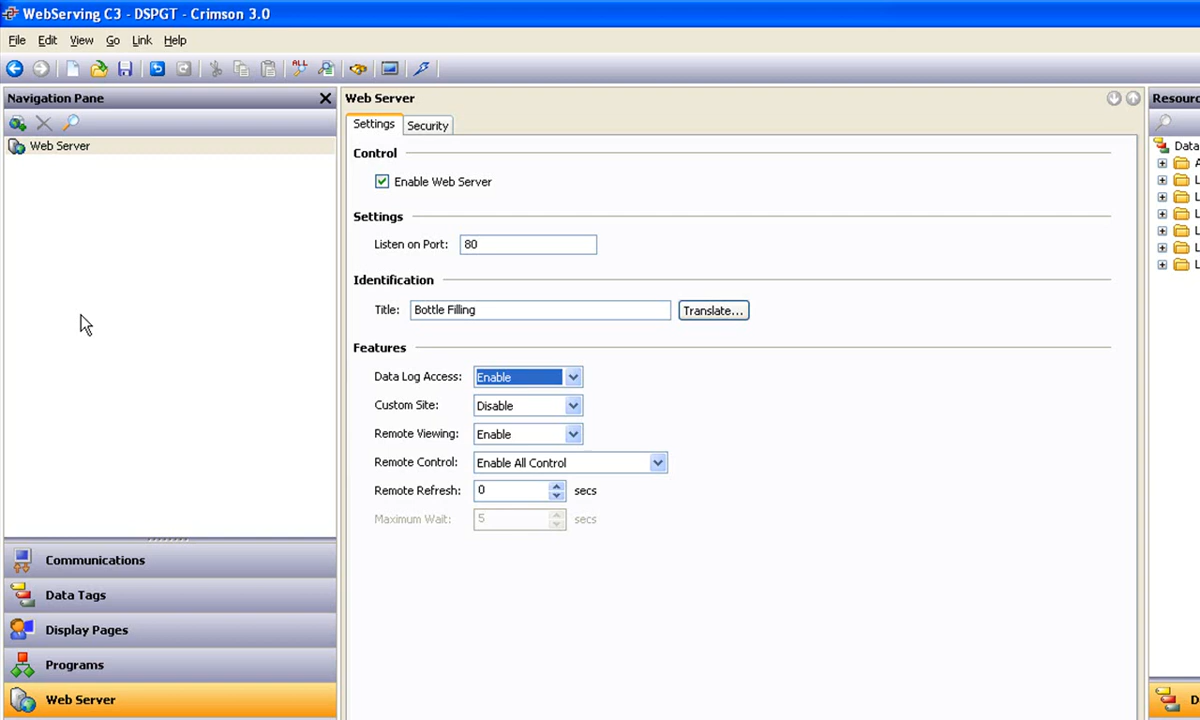 WebServing C3 - DSPGT - Crimson 3.0
File Edit View Go Link Help
ALL
Navigation Pane
Web Server
Web Server
Settings Security
Control
Enable Web Server
Settings
Listen on Port: 80
Identification
Title: Bottle Filling Translate...
Features
Data Log Access: Enable
Custom Site: Disable
Remote Viewing: Enable
Remote Control: Enable All Control
Remote Refresh: 0 secs
Maximum Wait: 5 secs
Communications
Data Tags
Display Pages
Programs
Web Server
Resourc
Data
A
L
L
L
L
L
L
D